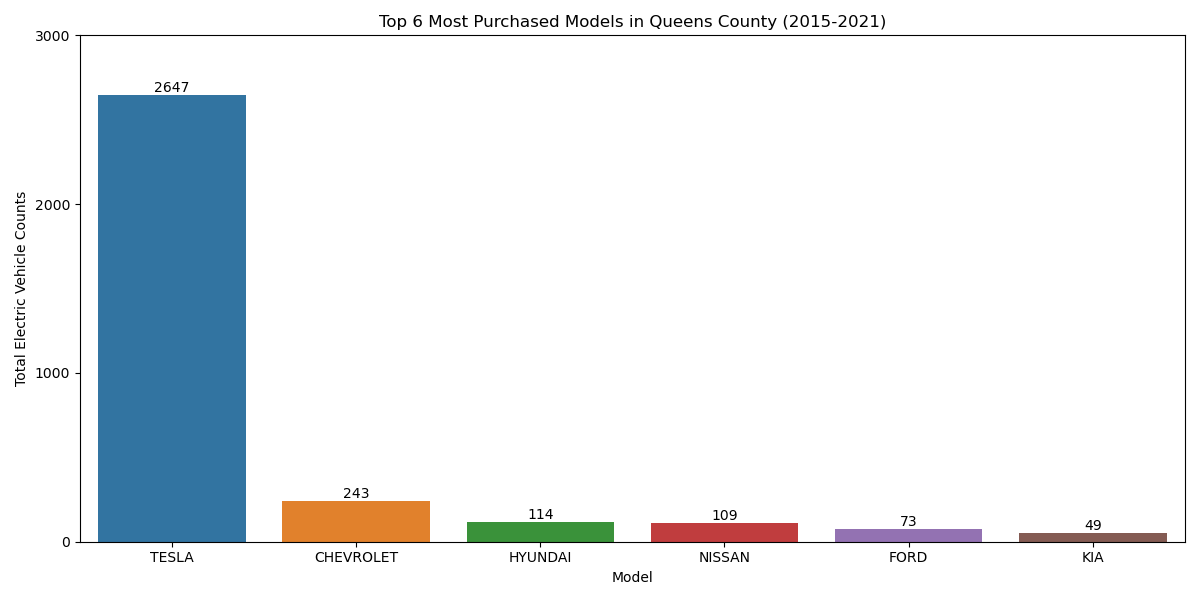 Top 6 Most Purchased Models in Queens County (2015-2021)
Total Electric Vehicle Counts
3000
2000
1000
0
2647
243
114
109
73
49
TESLA
CHEVROLET
HYUNDAI
NISSAN
FORD
KIA
Model